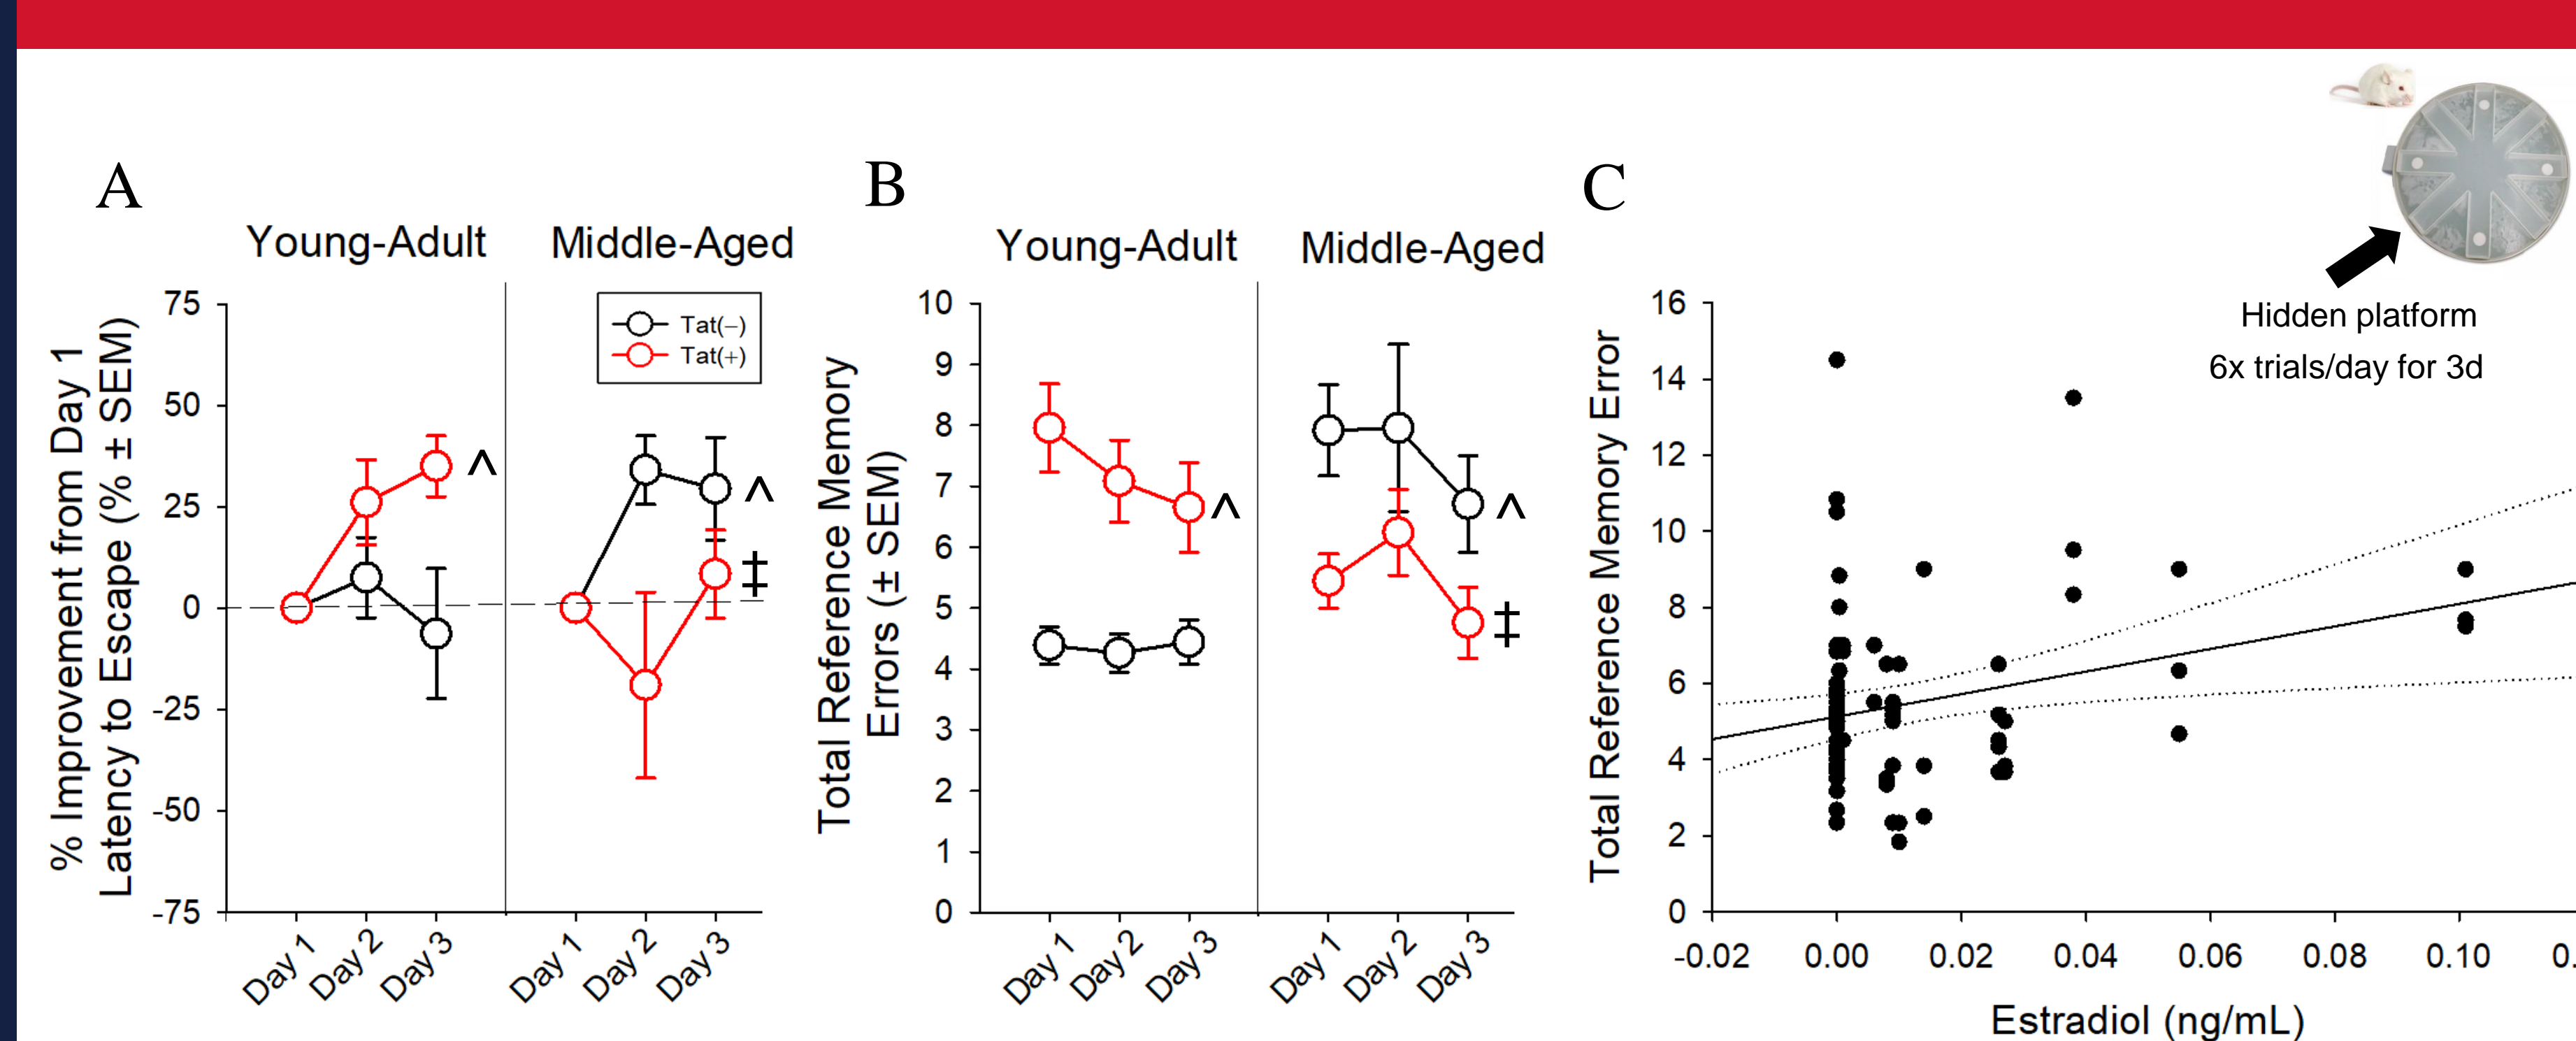 A
Young-Adult
Middle-Aged
% Improvement from Day 1
Latency to Escape (% ± SEM)
75
50
25
0
-25
-50
-75
Tat(–)
Tat(+)
^
^
‡
Day 1
Day 2
Day 3
Day 1
Day 2
Day 3
B
Young-Adult
Middle-Aged
Total Reference Memory
Errors (± SEM)
10
9
8
7
6
5
4
3
2
1
0
^
^
‡
Day 1
Day 2
Day 3
Day 1
Day 2
Day 3
C
Hidden platform
6x trials/day for 3d
Total Reference Memory Error
16
14
12
10
8
6
4
2
0
-0.02
0.00
0.02
0.04
0.06
0.08
0.10
0.
Estradiol (ng/mL)